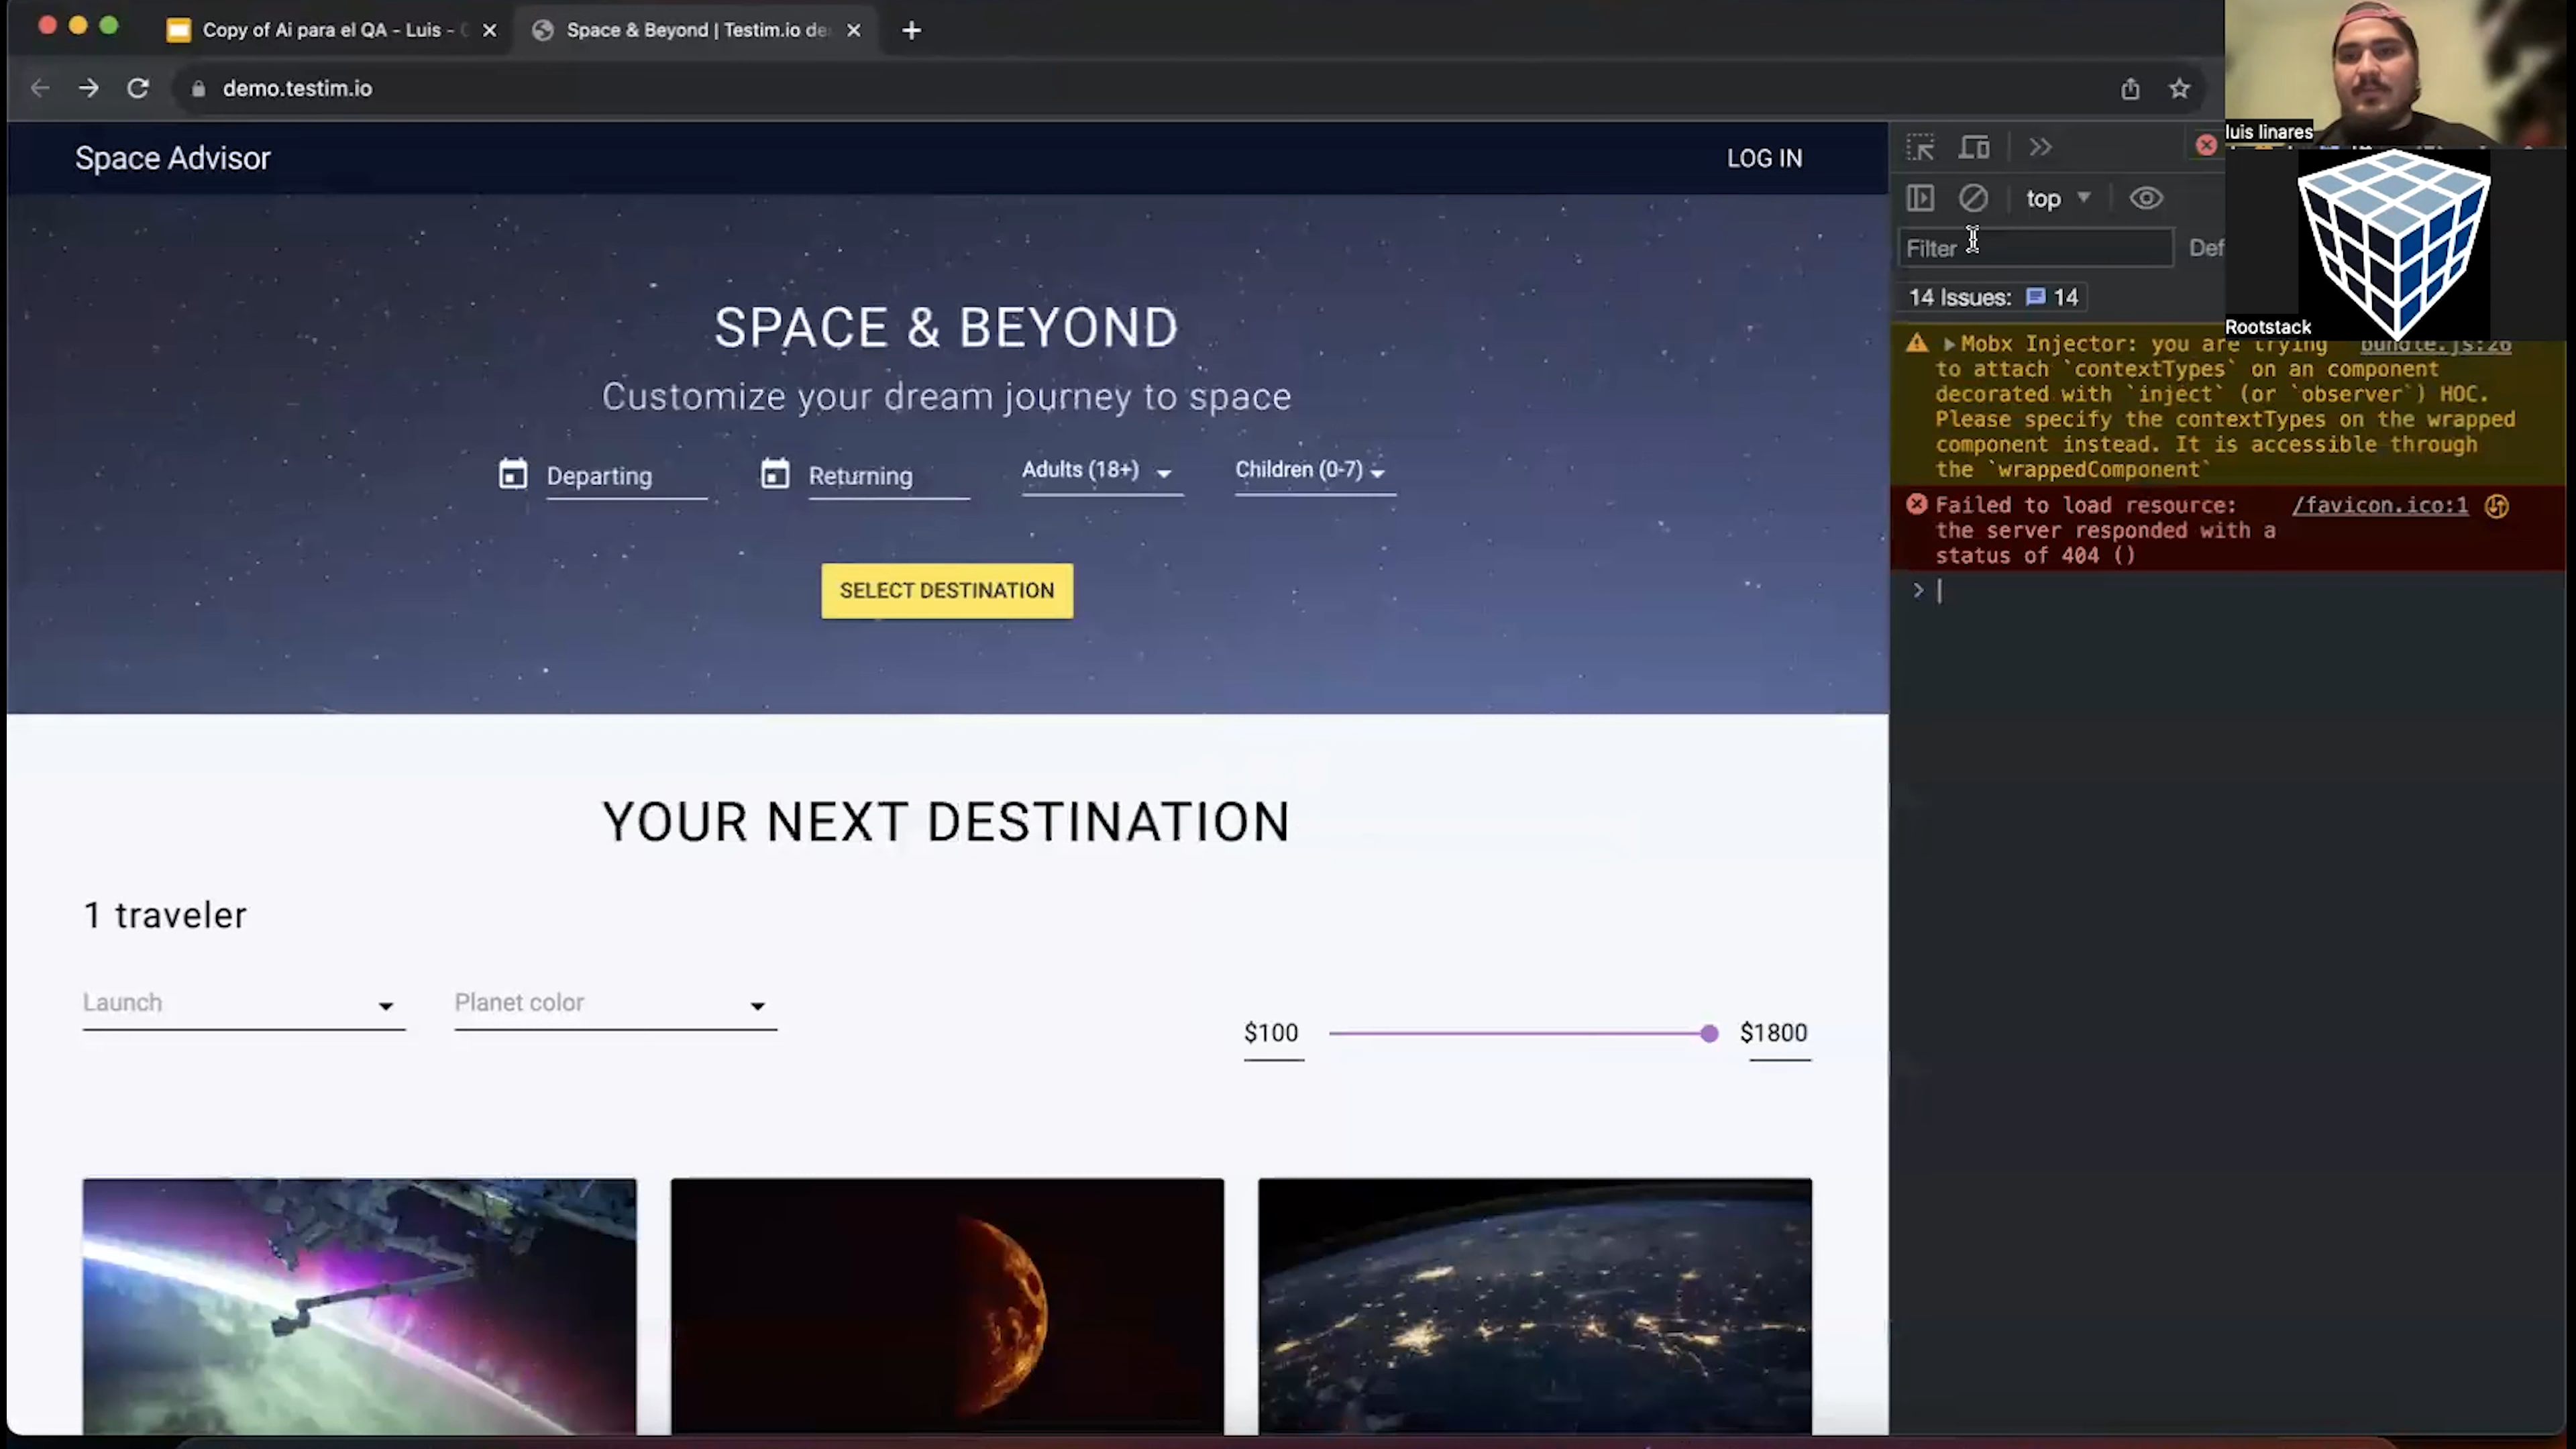 Copy of Ai para el QA - Luis -
Space & Beyond | Testim.io de
demo.testim.io
luis linares
Space Advisor
LOG IN
top
Filter
Def
14 Issues: 14
Rootstack
SPACE & BEYOND
Customize your dream journey to space
Departing
Returning
Adults (18+)
Children (0-7)
SELECT DESTINATION
Mobx Injector: you are trying bundle.js:26
to attach `contextTypes` on an component
decorated with `inject` (or `observer`) HOC.
Please specify the contextTypes on the wrapped
component instead. It is accessible through
the `wrappedComponent`
Failed to load resource: /favicon.ico:1
the server responded with a
status of 404 ()
>
YOUR NEXT DESTINATION
1 traveler
Launch
Planet color
$100
$1800